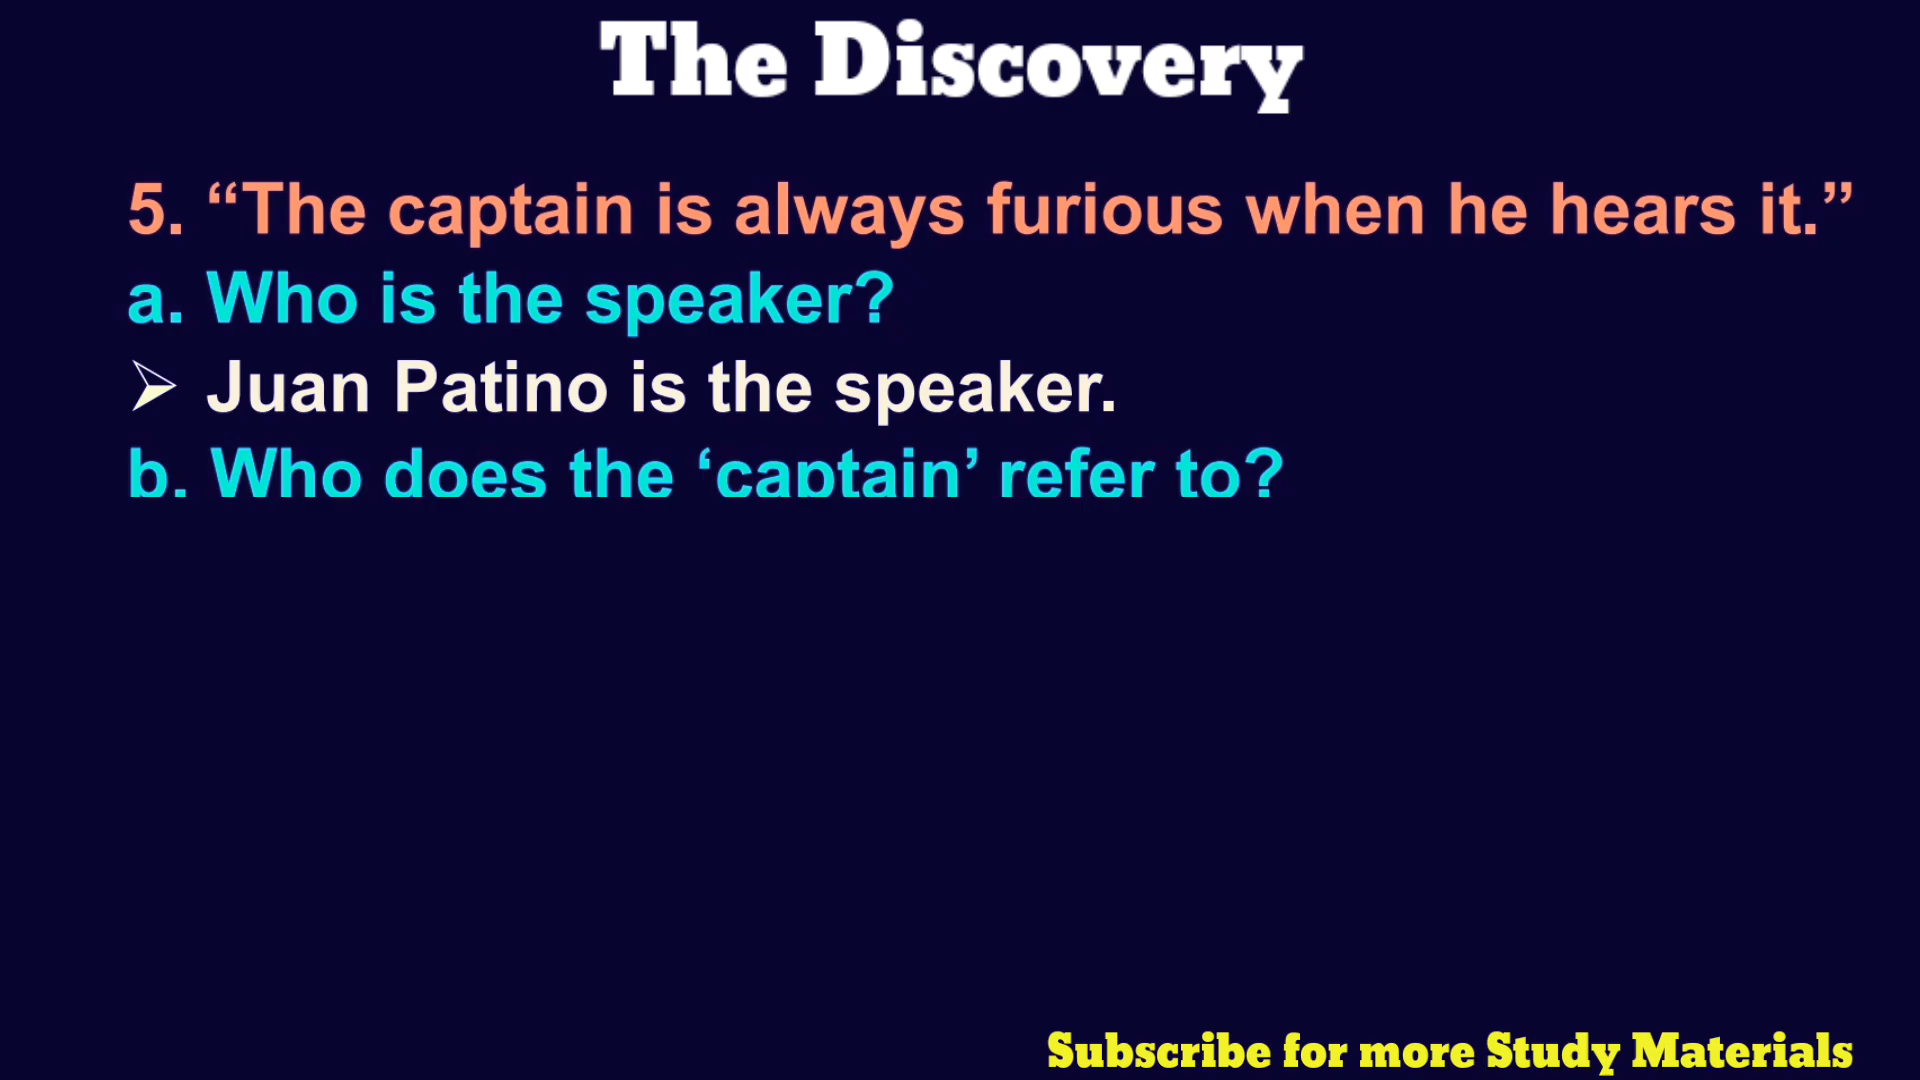 The Discovery
5. “The captain is always furious when he hears it.”
a. Who is the speaker?
➢ Juan Patino is the speaker.
b. Who does the ‘captain’ refer to?
Subscribe for more Study Materials